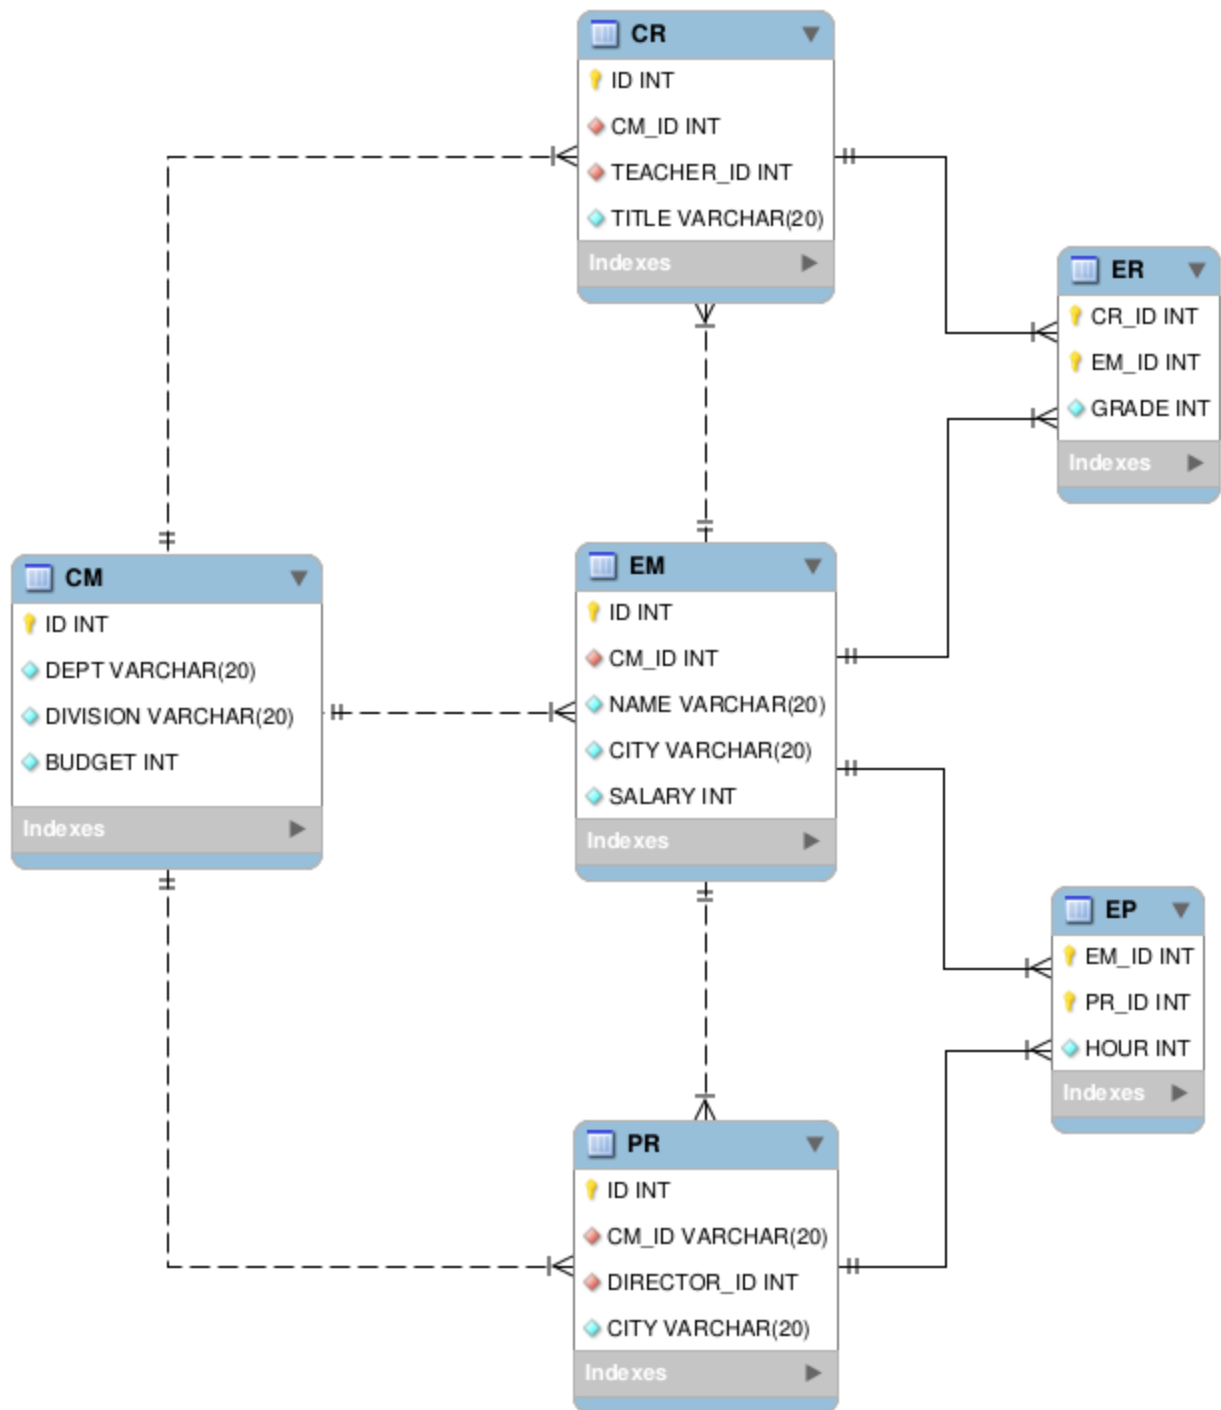 CR
ID INT
CM_ID INT
TEACHER_ID INT
TITLE VARCHAR(20)
Indexes
ER
CR_ID INT
EM_ID INT
GRADE INT
Indexes
CM
ID INT
DEPT VARCHAR(20)
DIVISION VARCHAR(20)
BUDGET INT
Indexes
EM
ID INT
CM_ID INT
NAME VARCHAR(20)
CITY VARCHAR(20)
SALARY INT
Indexes
EP
EM_ID INT
PR_ID INT
HOUR INT
Indexes
PR
ID INT
CM_ID VARCHAR(20)
DIRECTOR_ID INT
CITY VARCHAR(20)
Indexes